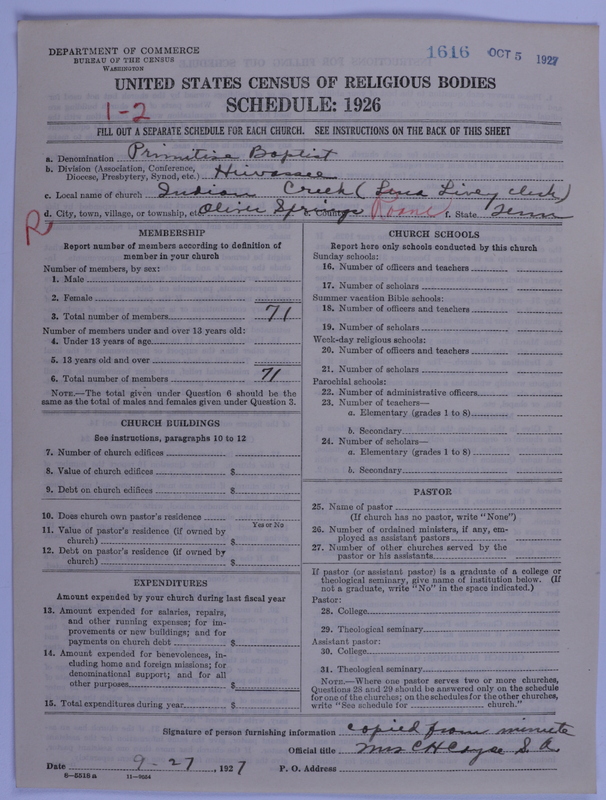 DEPARTMENT OF COMMERCE
BUREAU OF THE CENSUS
WASHINGTON
1616 OCT 5 1927
UNITED STATES CENSUS OF RELIGIOUS BODIES
SCHEDULE: 1926
1-2
FILL OUT A SEPARATE SCHEDULE FOR EACH CHURCH. SEE INSTRUCTIONS ON THE BACK OF THIS SHEET
a. Denomination Primitive Baptist
b. Division (Association, Conference, Diocese, Presbytery, Synod, etc.) Hiwassee
c. Local name of church Indian Creek (Lena Livey clerk)
d. City, town, village, or township, etc. Oliver Springs Roane f. State Tenn
R
MEMBERSHIP
Report number of members according to definition of
member in your church
Number of members, by sex:
1. Male
2. Female
3. Total number of members 71
Number of members under and over 13 years old:
4. Under 13 years of age
5. 13 years old and over
6. Total number of members 71
NOTE.—The total given under Question 6 should be the
same as the total of males and females given under Question 3.
CHURCH BUILDINGS
See instructions, paragraphs 10 to 12
7. Number of church edifices
8. Value of church edifices $
9. Debt on church edifices $
10. Does church own pastor's residence
Yes or No
11. Value of pastor's residence (if owned by
church) $
12. Debt on pastor's residence (if owned by
church) $
EXPENDITURES
Amount expended by your church during last fiscal year
13. Amount expended for salaries, repairs,
and other running expenses; for im-
provements or new buildings; and for
payments on church debt $
14. Amount expended for benevolences, in-
cluding home and foreign missions; for
denominational support; and for all
other purposes $
15. Total expenditures during year $
CHURCH SCHOOLS
Report here only schools conducted by this church
Sunday schools:
16. Number of officers and teachers
17. Number of scholars
Summer vacation Bible schools:
18. Number of officers and teachers
19. Number of scholars
Week-day religious schools:
20. Number of officers and teachers
21. Number of scholars
Parochial schools:
22. Number of administrative officers
23. Number of teachers—
a. Elementary (grades 1 to 8)
b. Secondary
24. Number of scholars—
a. Elementary (grades 1 to 8)
b. Secondary
PASTOR
25. Name of pastor
(If church has no pastor, write "None")
26. Number of ordained ministers, if any, em-
ployed as assistant pastors
27. Number of other churches served by the
pastor or his assistants
If pastor (or assistant pastor) is a graduate of a college or
theological seminary, give name of institution below. (If
not a graduate, write "No" in the space indicated.)
Pastor:
28. College
29. Theological seminary
Assistant pastor:
30. College
31. Theological seminary
NOTE.—Where one pastor serves two or more churches,
Questions 28 and 29 should be answered only on the schedule
for one of the churches; on the schedules for the other churches,
write "See schedule for church."
Signature of person furnishing information copied from minute
Official title Mrs C H S. A.
Date 9-27, 1927 P. O. Address
8-5518 a 11-9084